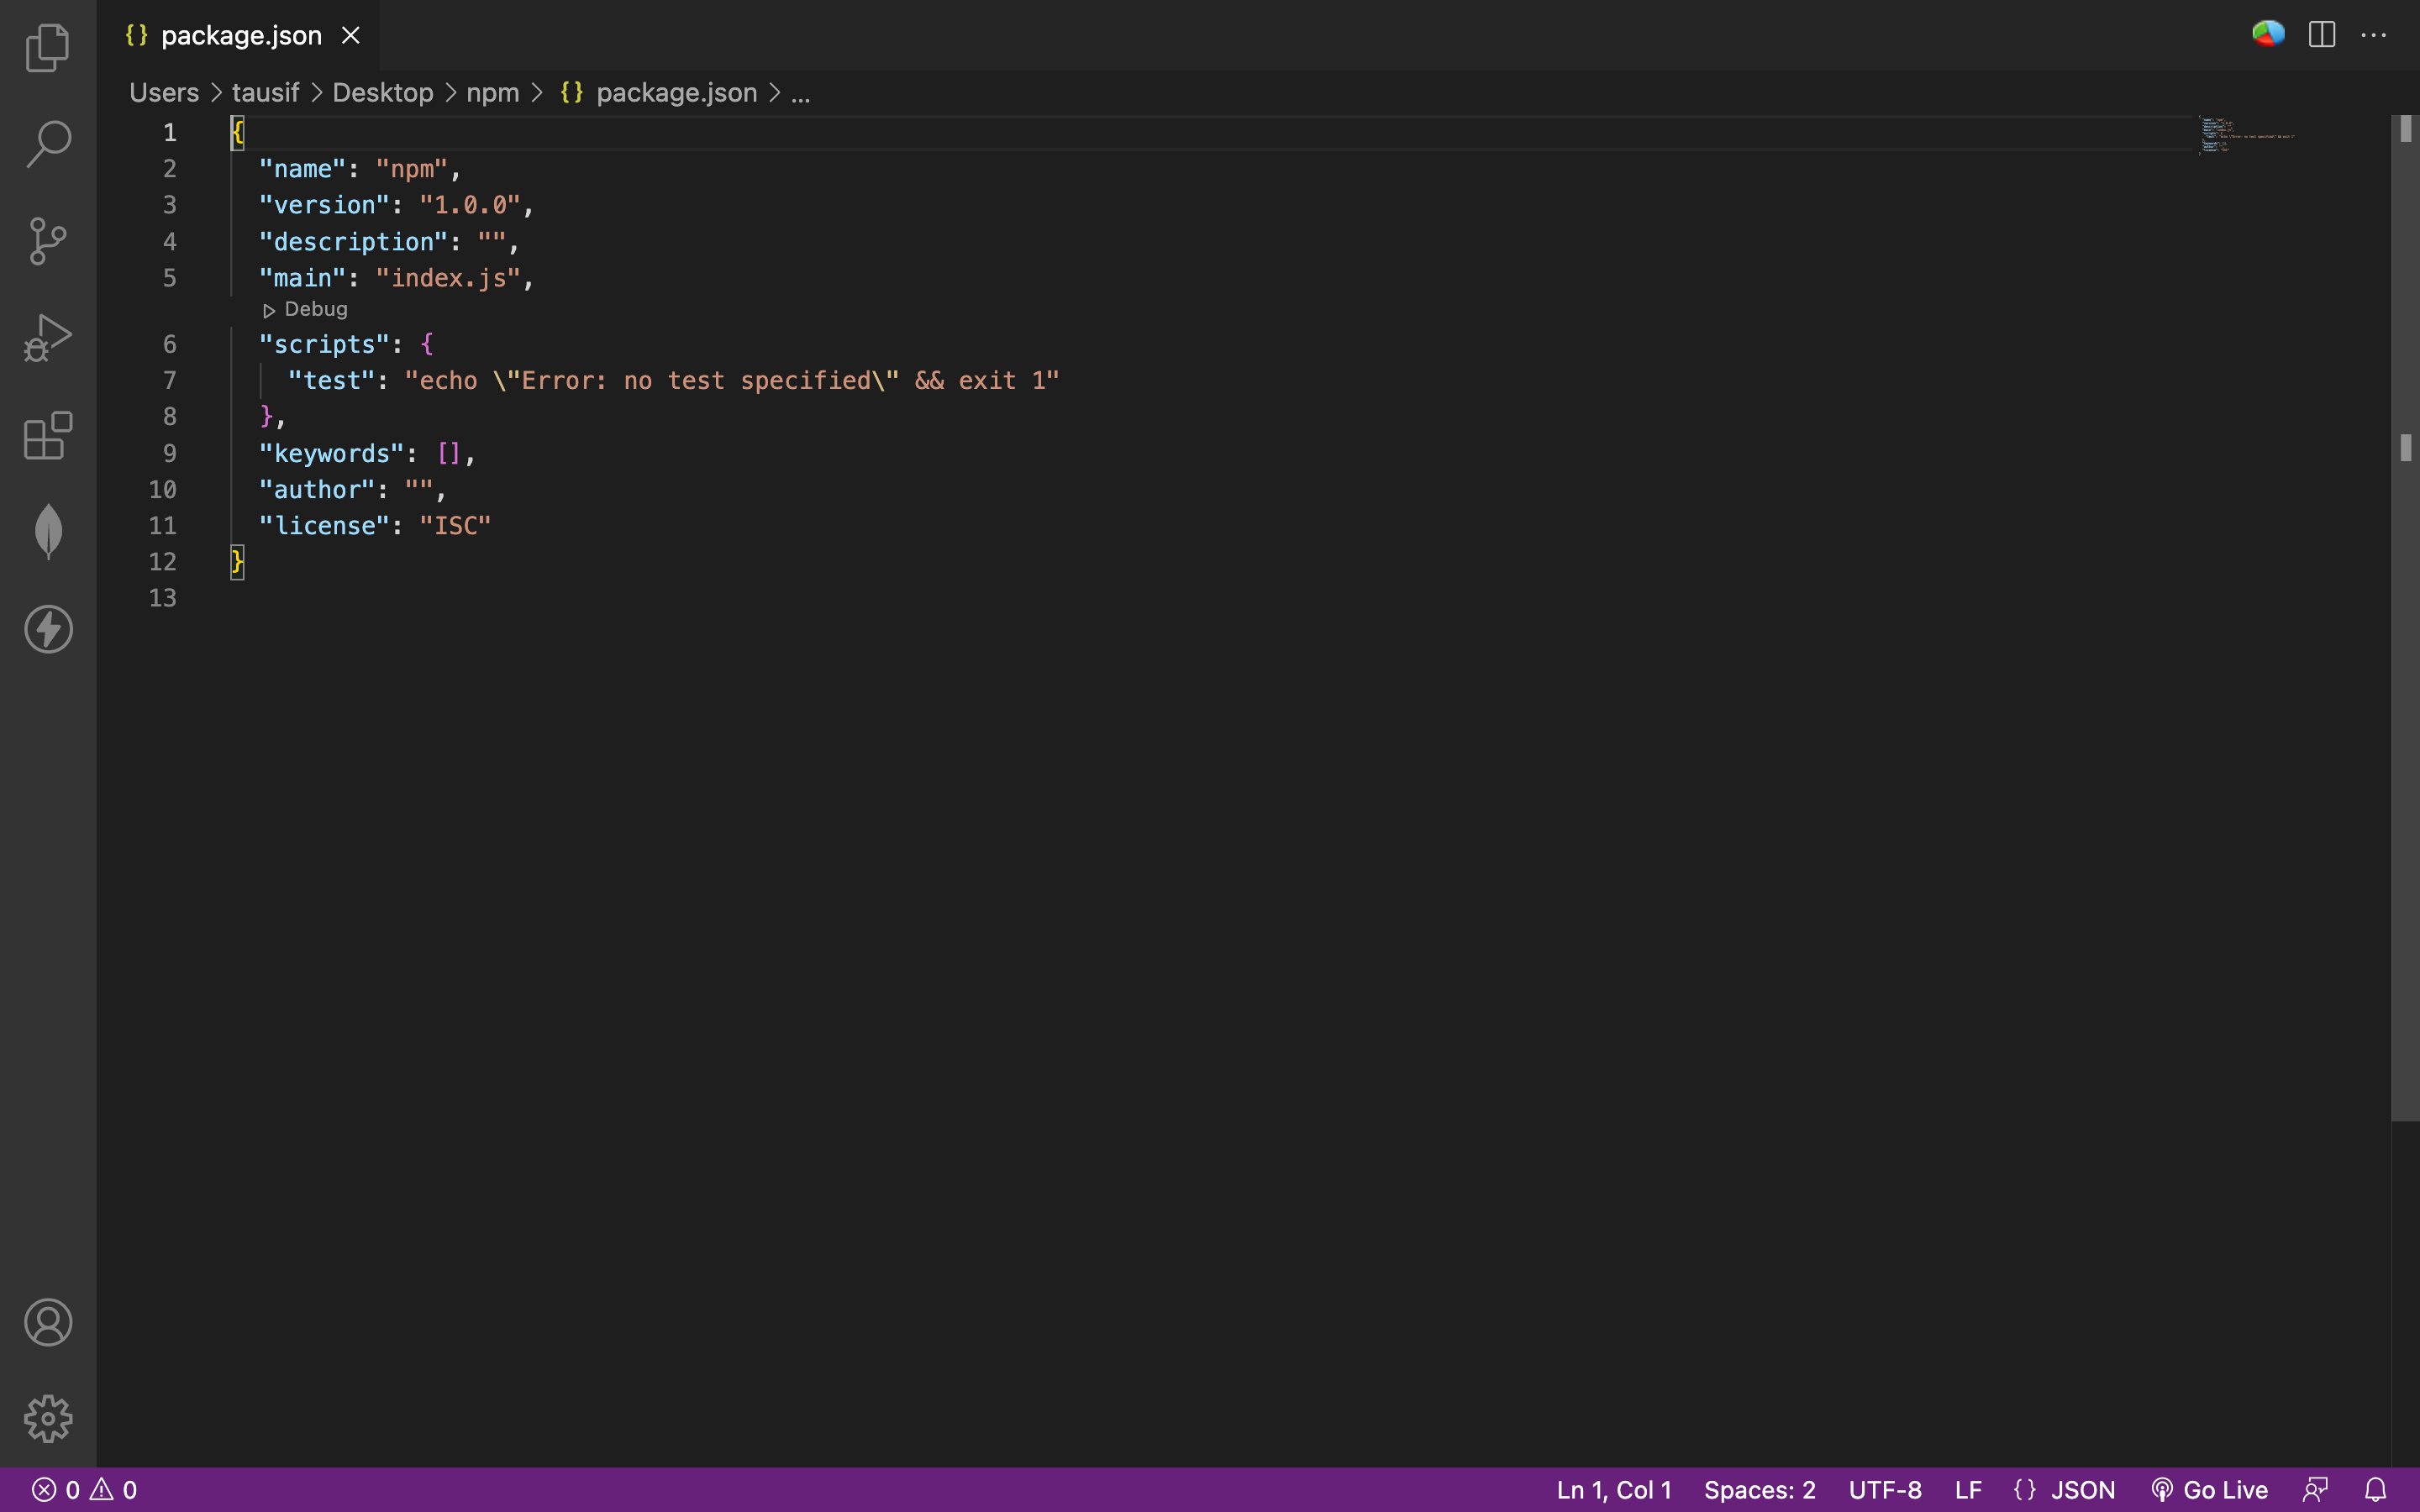 {} package.json
Users > tausif > Desktop > npm > {} package.json > ...
1 {
2 "name": "npm",
3 "version": "1.0.0",
4 "description": "",
5 "main": "index.js",
Debug
6 "scripts": {
7 "test": "echo \"Error: no test specified\" && exit 1"
8 },
9 "keywords": [],
10 "author": "",
11 "license": "ISC"
12 }
13
0 0 Ln 1, Col 1 Spaces: 2 UTF-8 LF {} JSON Go Live